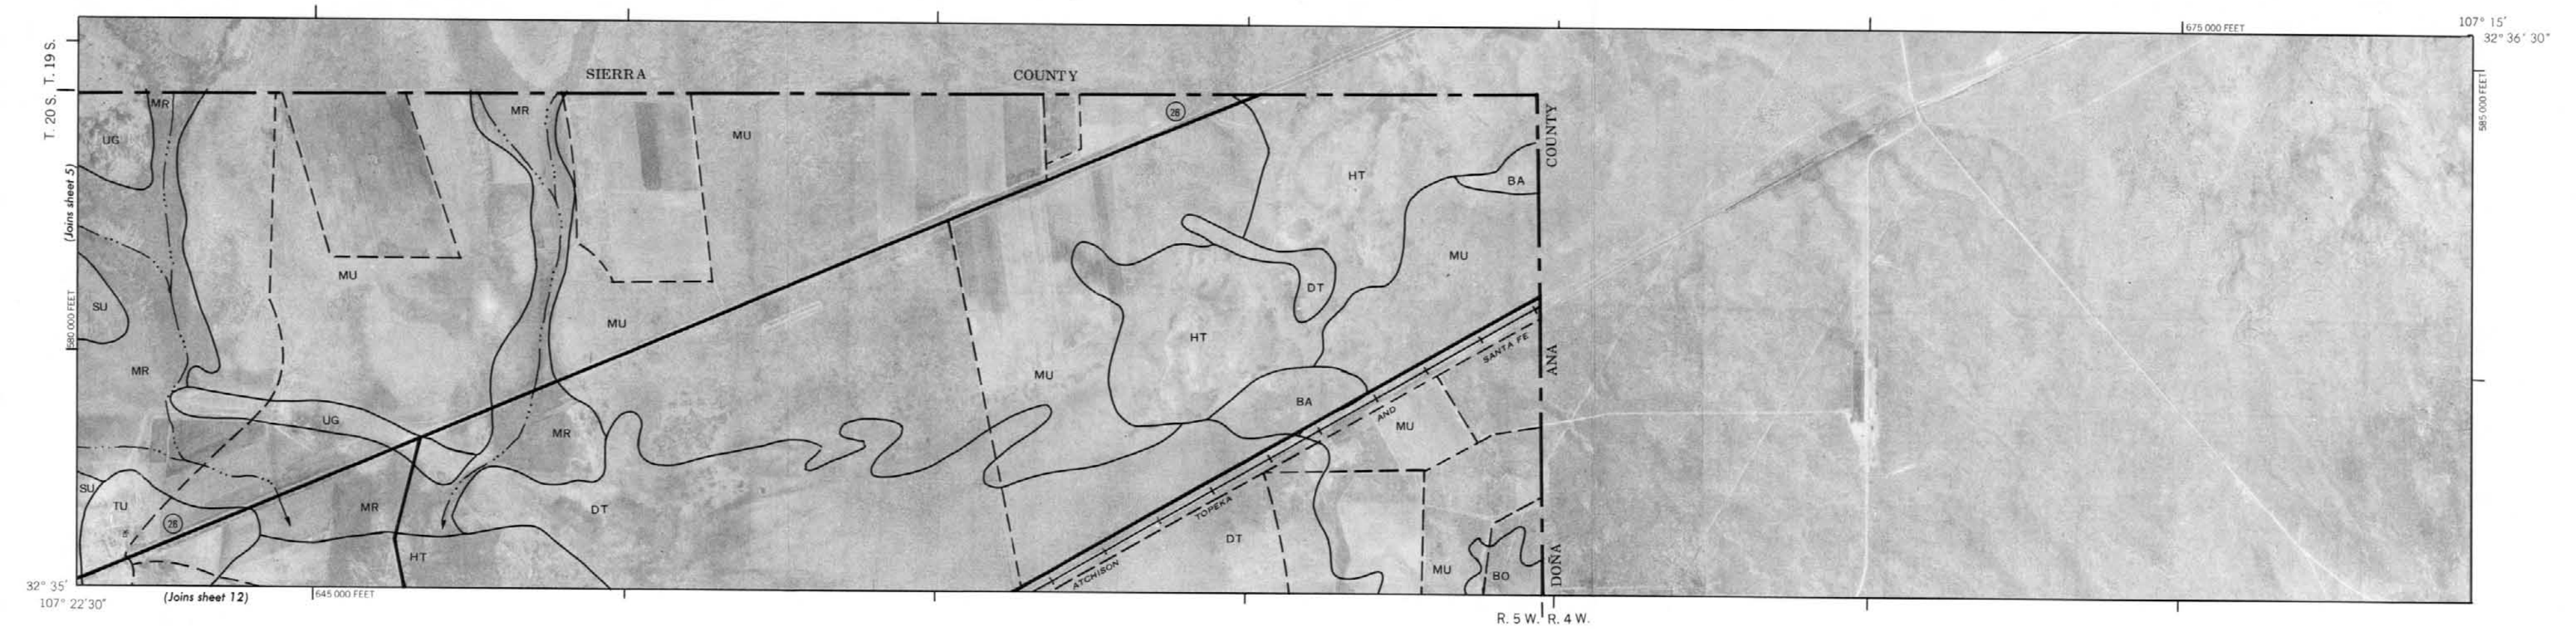 107° 15'
675 000 FEET
32° 36' 30"
T. 20 S. T. 19 S.
SIERRA COUNTY
585 000 FEET
MR
MR
28
MU
UG
COUNTY
HT
BA
(Joins sheet 5)
MU
MU
DT
SU
580 000 FEET
MU
HT
SANTA FE
ANA
MR
MU
BA
AND
UG
MU
MR
SU
TU
MR
DT
TOPEKA
28
DT
HT
ATCHISON
MU
BO
DOÑA
32° 35'
107° 22'30"
(Joins sheet 12)
645 000 FEET
R. 5 W. R. 4 W.